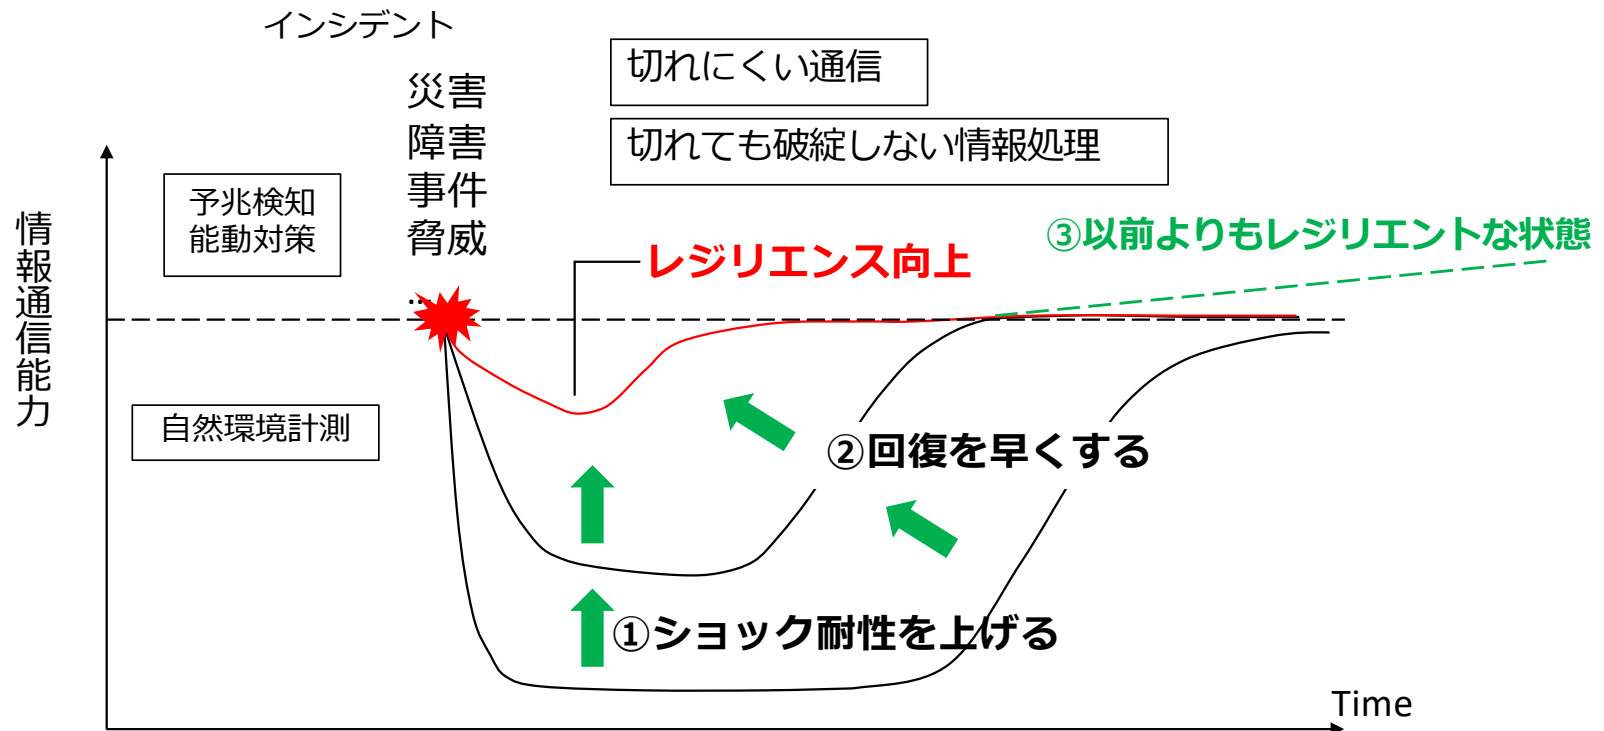 インシデント
災害
障害
事件
脅威
…
切れにくい通信
切れても破綻しない情報処理
予兆検知
能動対策
情報通信能力
③以前よりもレジリエントな状態
レジリエンス向上
自然環境計測
②回復を早くする
①ショック耐性を上げる
Time